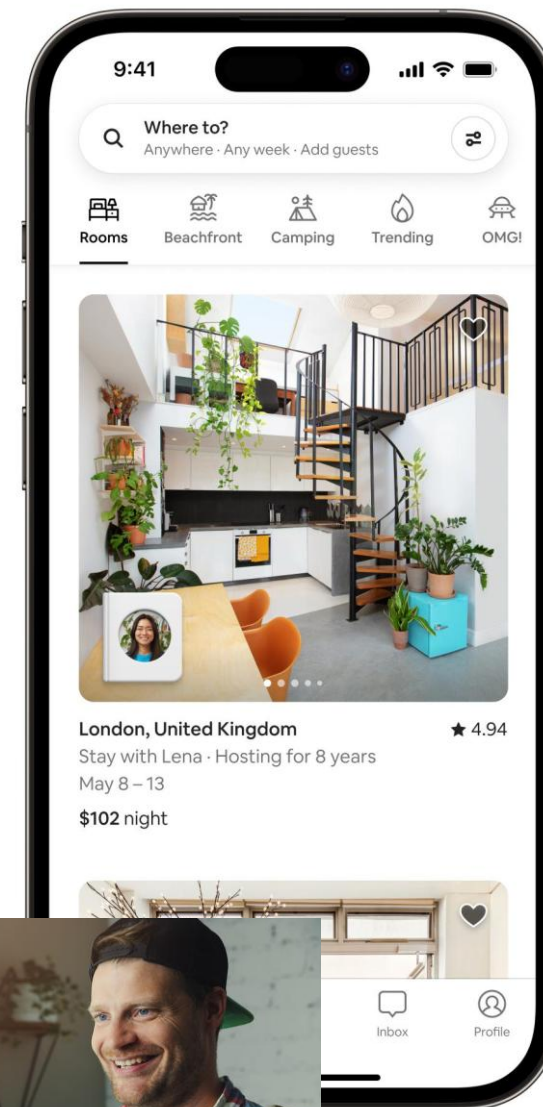 9:41
Where to?
Anywhere · Any week · Add guests
Rooms
Beachfront
Camping
Trending
OMG!
London, United Kingdom
★ 4.94
Stay with Lena · Hosting for 8 years
May 8 – 13
$102 night
Inbox
Profile